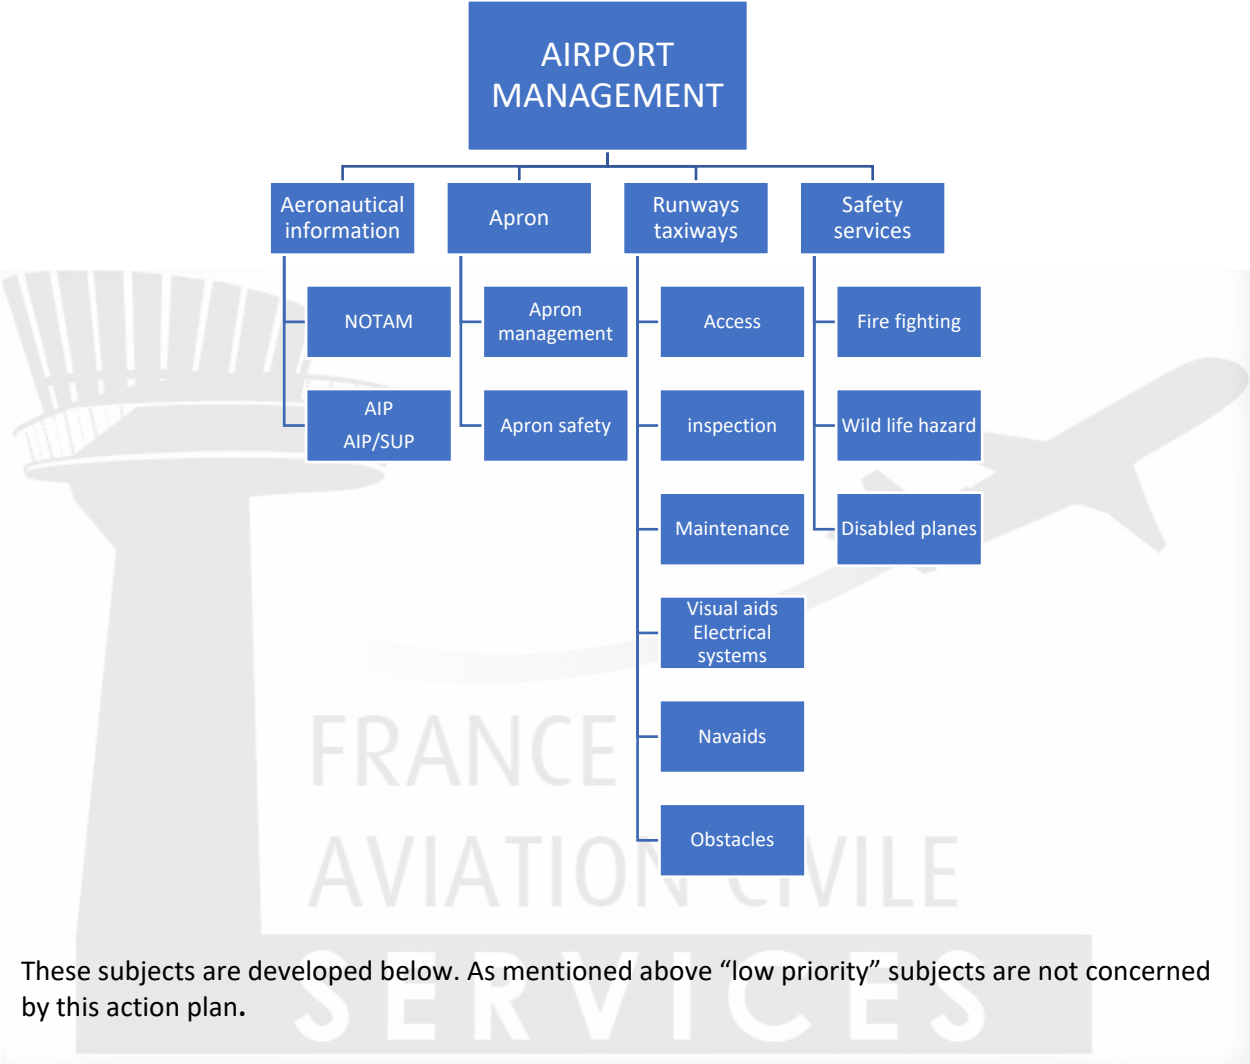 AIRPORT
MANAGEMENT
Aeronautical
information
Apron
Runways
taxiways
Safety
services
NOTAM
AIP
AIP/SUP
Apron
management
Apron safety
Access
inspection
Maintenance
Visual aids
Electrical
systems
Navaids
Obstacles
Fire fighting
Wild life hazard
Disabled planes
FRANCE
AVIATION CIVILE
SERVICES
These subjects are developed below. As mentioned above “low priority” subjects are not concerned
by this action plan.